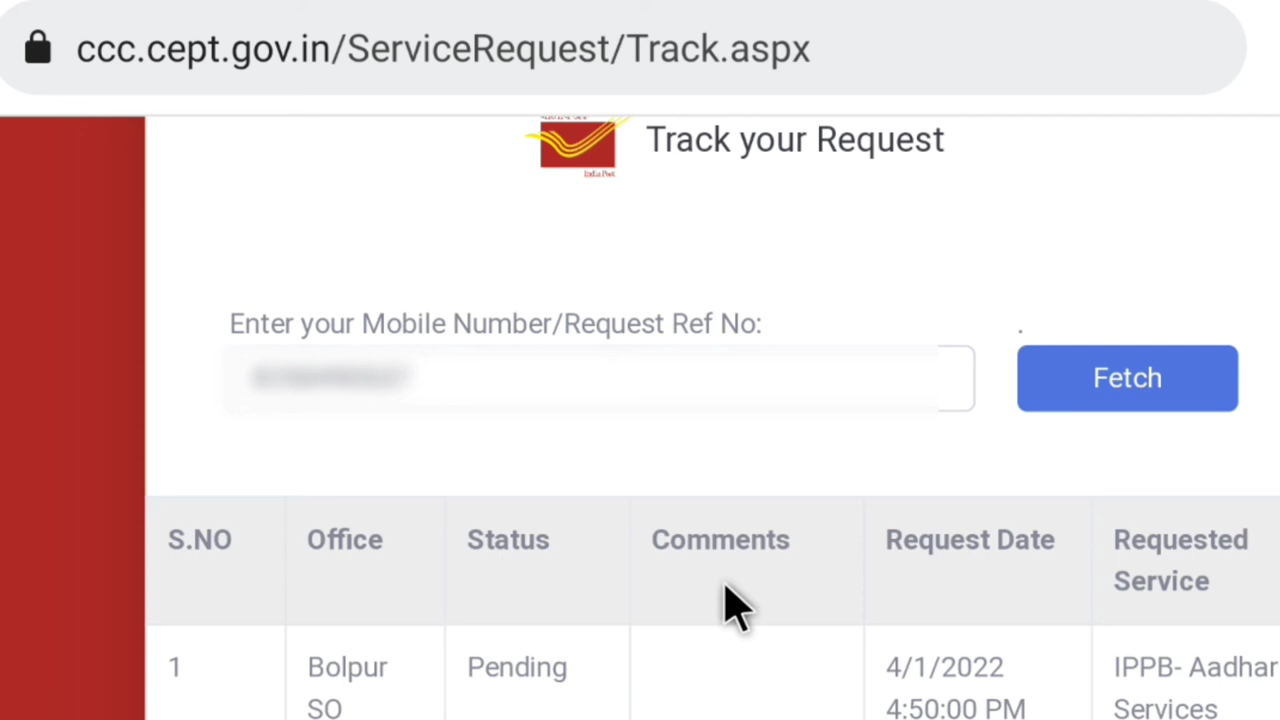 ccc.cept.gov.in/ServiceRequest/Track.aspx
Track your Request
India Post
Enter your Mobile Number/Request Ref No:
.
Fetch
S.NO Office Status Comments Request Date Requested
Service
1 Bolpur Pending 4/1/2022 IPPB- Aadhar
SO 4:50:00 PM Services